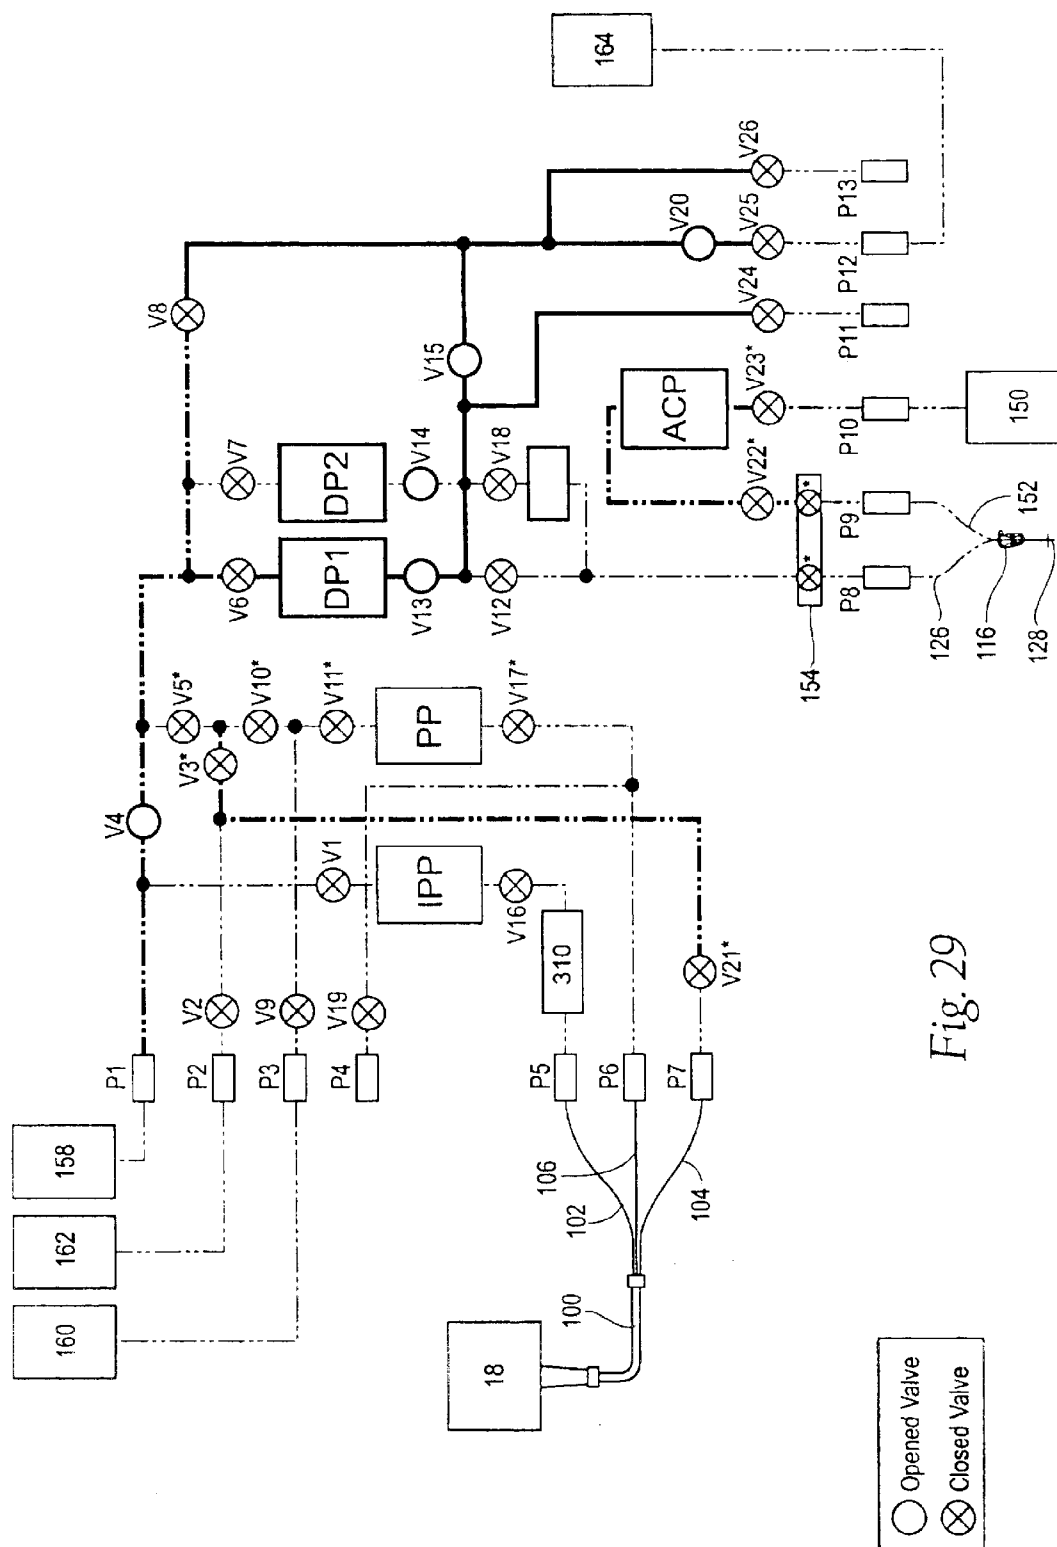 164
V8
V26
V20
V25
P13
P12
V15
V24
P11
V7
DP2
V14
V18
ACP
V23*
P10
150
V22*
*
P9
152
V6
DP1
V13
V12
*
P8
154
126
116
128
V4
V5*
V10*
V11*
PP
V17*
V3*
V1
IPP
V16
310
V21*
V2
V9
V19
P1
P2
P3
P4
P5
P6
P7
158
162
160
106
102
104
100
18
Fig. 29
Opened Valve
Closed Valve